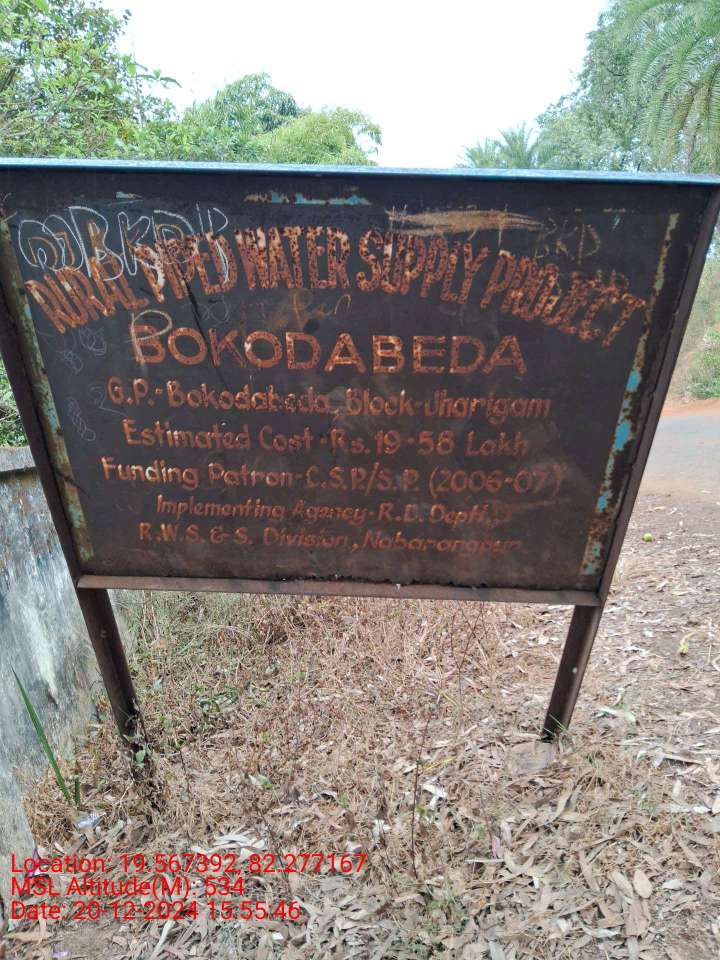 RURAL PIPED WATER SUPPLY PROJECT
BKD
BOKODABEDA
G.P.-Bokodabeda, Block-Jharigam
Estimated Cost-Rs.19-58 Lakh
Funding Patron-C.S.P./S.P. (2006-07)
Implementing Agency-R.D. Deptt.
R.W.S.& S. Division, Nabarangpur
Location: 19.567392, 82.277167
MSL Altitude(M): 534
Date: 20-12-2024 15:55:46